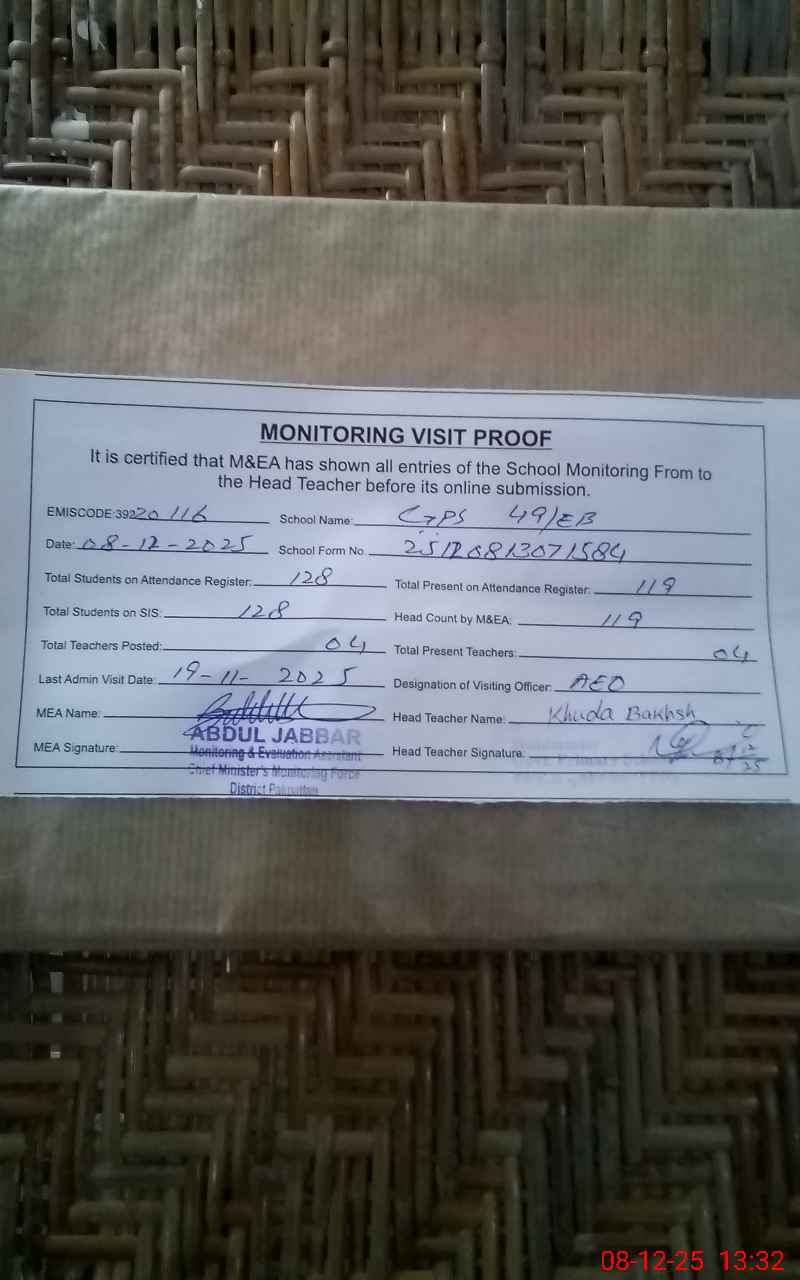 MONITORING VISIT PROOF
It is certified that M&EA has shown all entries of the School Monitoring From to
the Head Teacher before its online submission.
EMISCODE:39220116 School Name: GPS 49/EB
Date: 08-12-2025 School Form No. 25120813071584
Total Students on Attendance Register: 128 Total Present on Attendance Register: 119
Total Students on SIS: 128 Head Count by M&EA: 119
Total Teachers Posted: 04 Total Present Teachers: 04
Last Admin Visit Date: 19-11-2025 Designation of Visiting Officer: AEO
MEA Name: Head Teacher Name: Khuda Bakhsh
ABDUL JABBAR
MEA Signature: Monitoring & Evaluation Assistant Head Teacher Signature:
Chief Minister's Monitoring Force
District Pakpattan
08-12-25 13:32